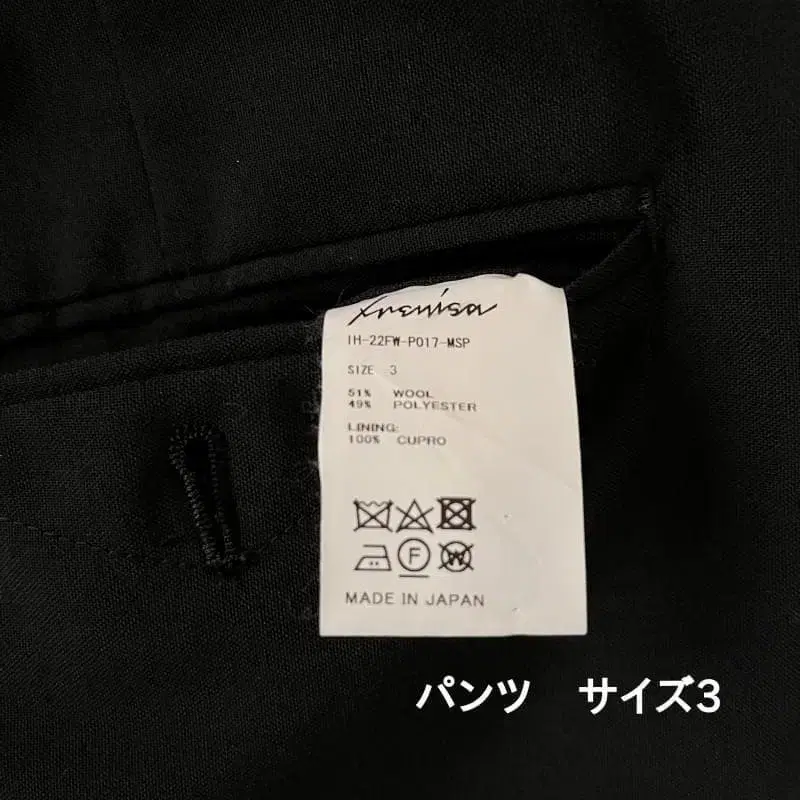 IH-22FW-P017-MSP
SIZE 3
51% WOOL
49% POLYESTER
LINING:
100% CUPRO
F
W
MADE IN JAPAN
パンツ サイズ3